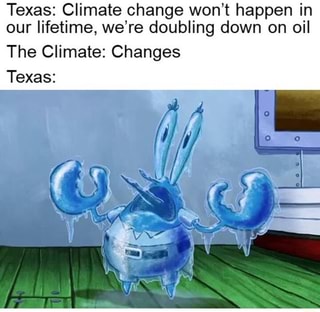 Texas: Climate change won't happen in
our lifetime, we're doubling down on oil
The Climate: Changes
Texas: